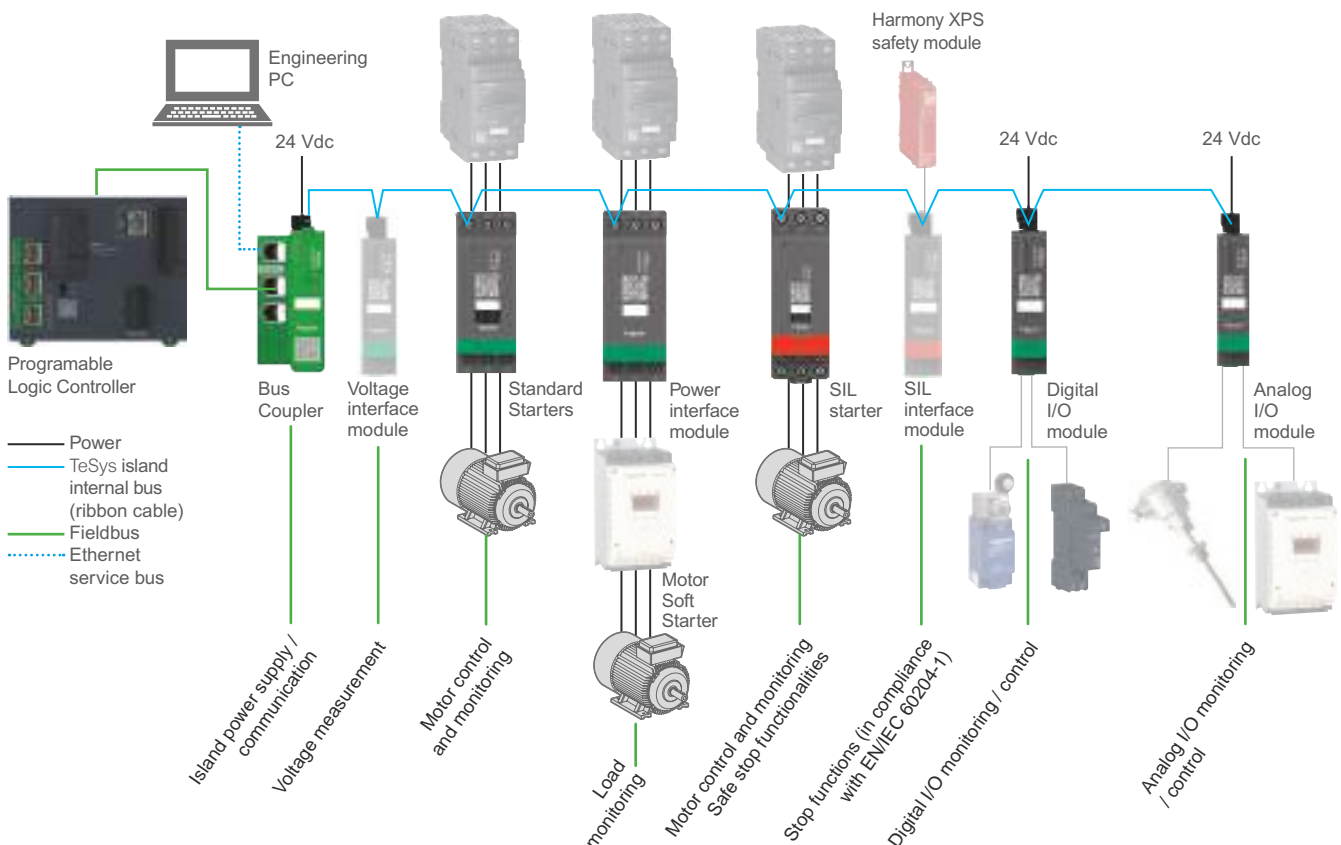 Engineering
PC
Harmony XPS
safety module
24 Vdc
24 Vdc
24 Vdc
Programable
Logic Controller
Bus
Coupler
Voltage
interface
module
Standard
Starters
Power
interface
module
SIL
starter
SIL
interface
module
Digital
I/O
module
Analog
I/O
module
Power
TeSys island
internal bus
(ribbon cable)
Fieldbus
Ethernet
service bus
Motor
Soft
Starter
Island power supply /
communication
Voltage measurement
Motor control
and monitoring
Load
monitoring
Motor control and monitoring
Safe stop functionalities
Stop functions (in compliance
with EN/IEC 60204-1)
Digital I/O monitoring / control
Analog I/O monitoring
/ control